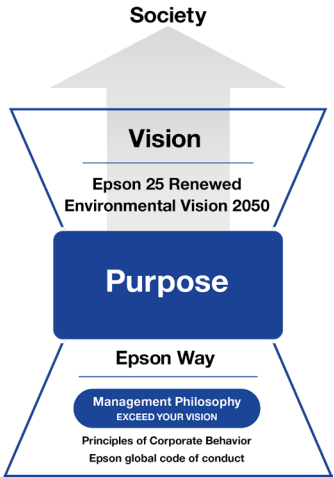 Society
Vision
Epson 25 Renewed
Environmental Vision 2050
Purpose
Epson Way
Management Philosophy
EXCEED YOUR VISION
Principles of Corporate Behavior
Epson global code of conduct